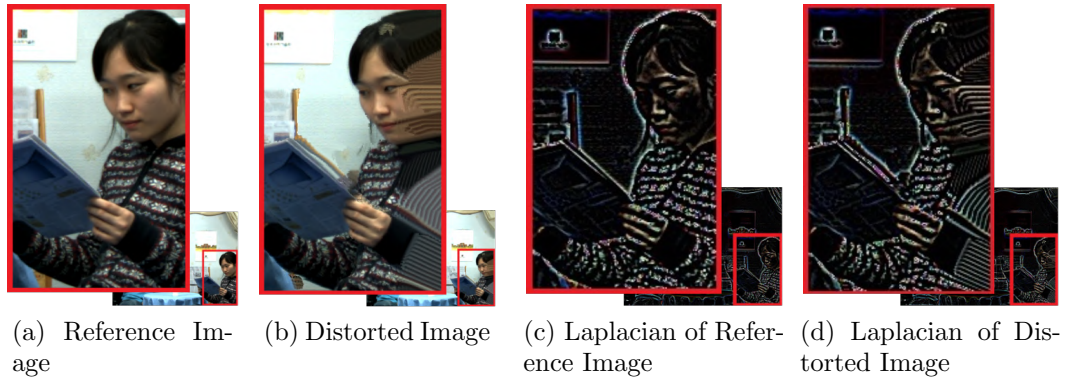 (a) Reference Im-
age
(b) Distorted Image
(c) Laplacian of Refer-
ence Image
(d) Laplacian of Dis-
torted Image